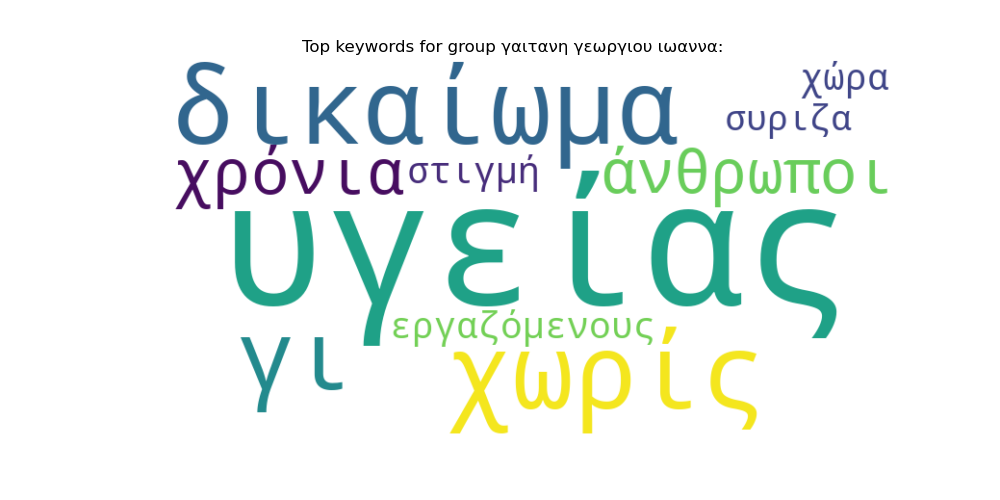 Top keywords for group γαιτανη γεωργιου ιωαννα:
δικαίωμα
χώρα
συριζα
χρόνια
στιγμή
άνθρωποι
υγείας
εργαζόμενους
γι
χωρίς